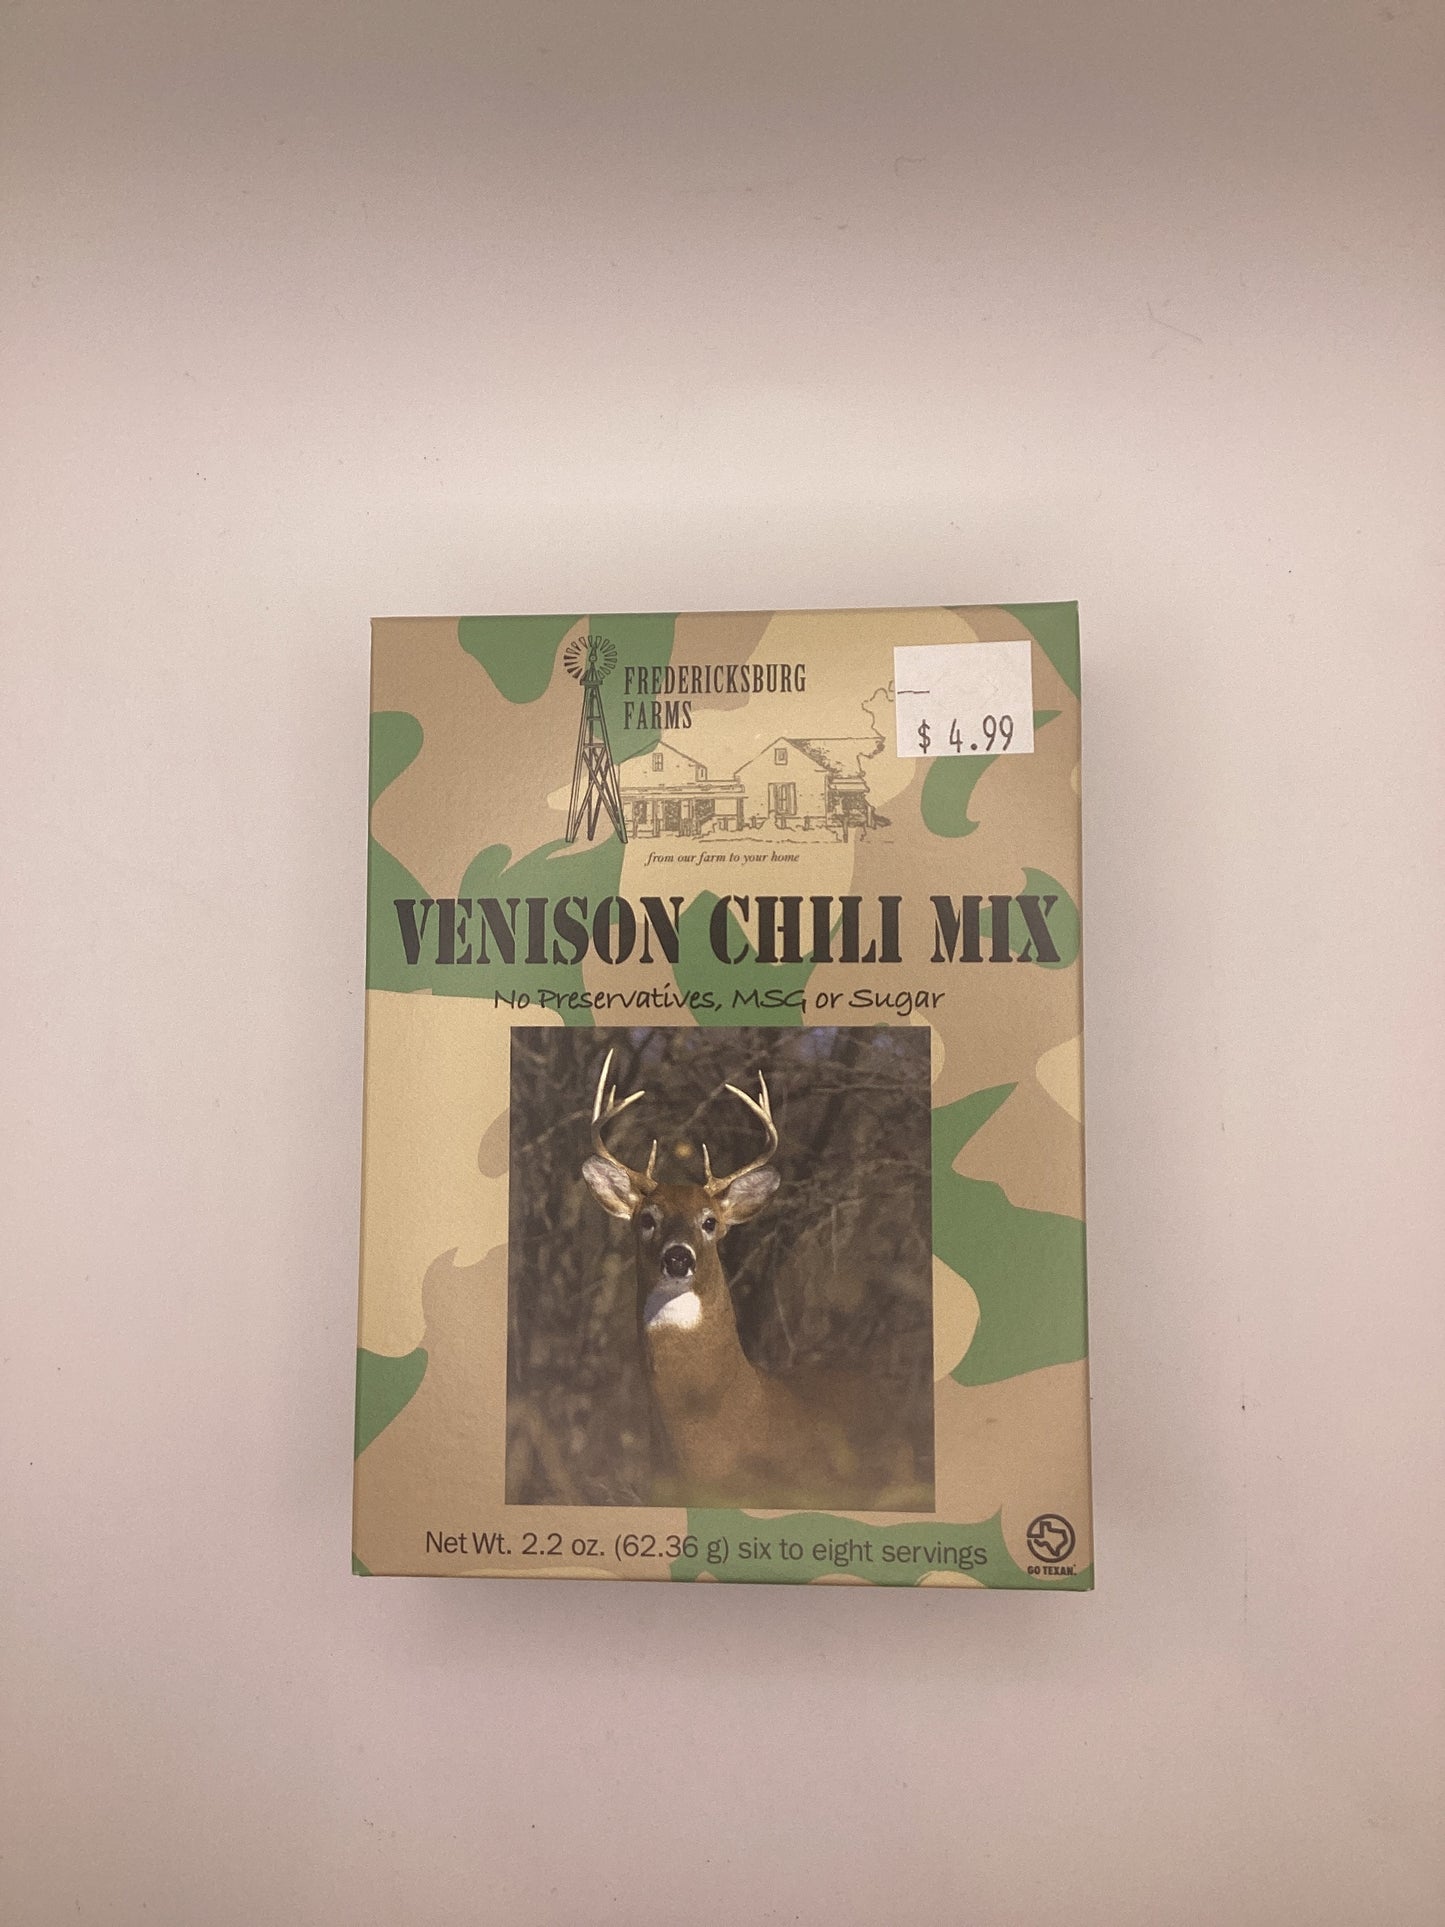 FREDERICKSBURG
FARMS
$ 4.99
from our farm to your home
VENISON CHILI MIX
No Preservatives, MSG or Sugar
Net Wt. 2.2 oz. (62.36 g) six to eight servings
GO TEXAN.